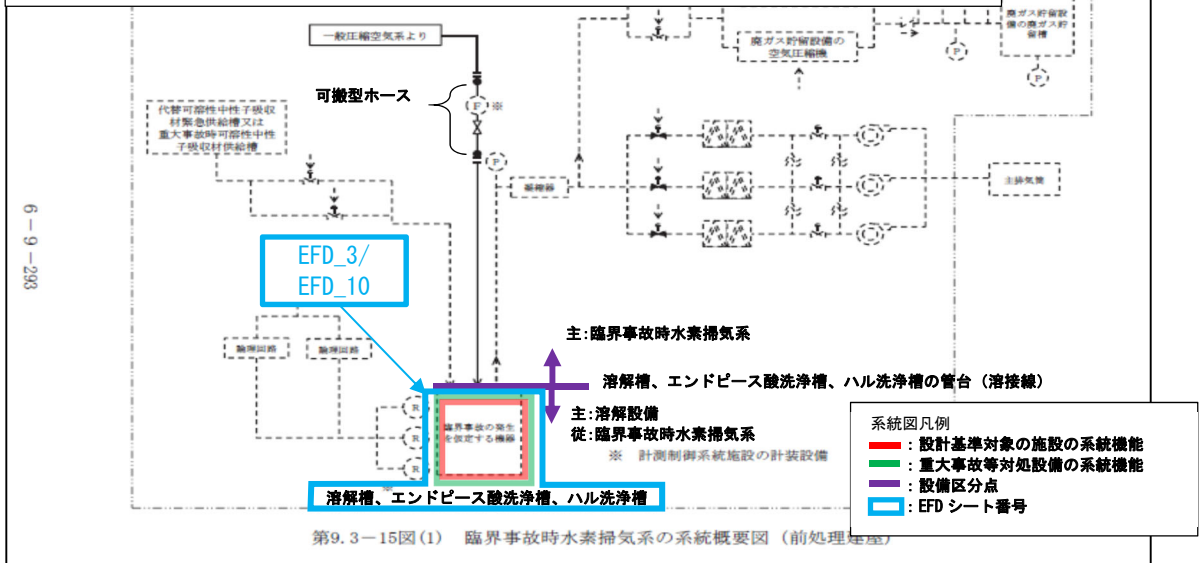 一般圧縮空気系より
廃ガス貯留設備の
空気圧縮機
廃ガス貯留設
備の廃ガス貯
留槽
P
P
可搬型ホース
F
※
P
代替可溶性中性子吸収
材緊急供給槽又は
重大事故時可溶性中性
子吸収材供給槽
凝縮器
主排気筒
6-9-293
EFD_3/
EFD_10
論理回路
論理回路
主:臨界事故時水素掃気系
溶解槽、エンドピース酸洗浄槽、ハル洗浄槽の管台（溶接線）
主:溶解設備
従:臨界事故時水素掃気系
※ 計測制御系統施設の計装設備
R
R
R
※
臨界事故の発生
を仮定する機器
溶解槽、エンドピース酸洗浄槽、ハル洗浄槽
系統図凡例
：設計基準対象の施設の系統機能
：重大事故等対処設備の系統機能
：設備区分点
：EFDシート番号
第9.3-15図(1) 臨界事故時水素掃気系の系統概要図（前処理建屋）